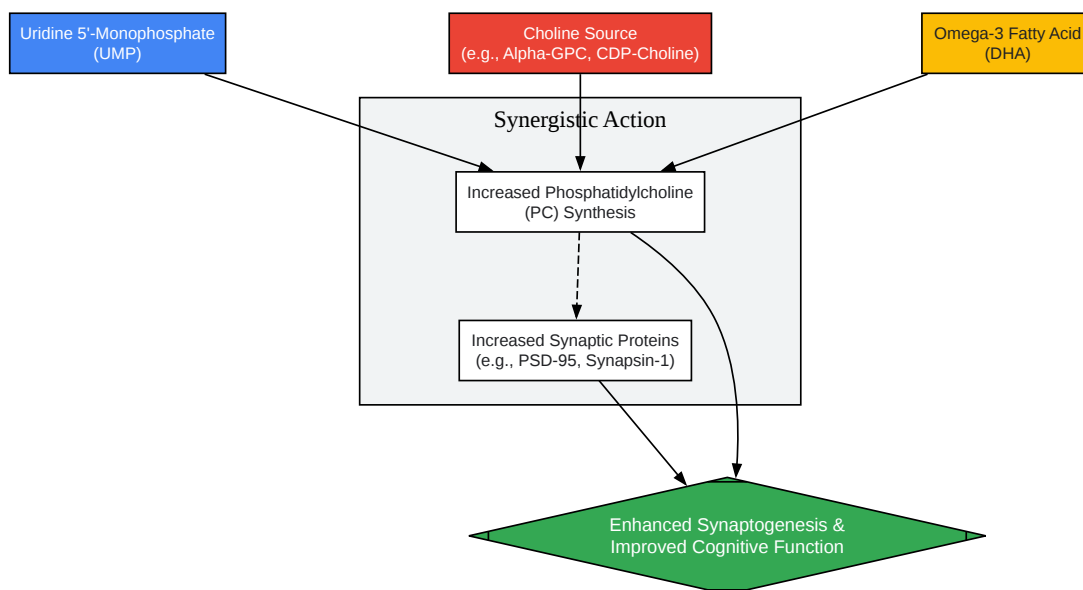 Uridine 5'-Monophosphate
(UMP)
Choline Source
(e.g., Alpha-GPC, CDP-Choline)
Omega-3 Fatty Acid
(DHA)
Synergistic Action
Increased Phosphatidylcholine
(PC) Synthesis
Increased Synaptic Proteins
(e.g., PSD-95, Synapsin-1)
Enhanced Synaptogenesis &
Improved Cognitive Function